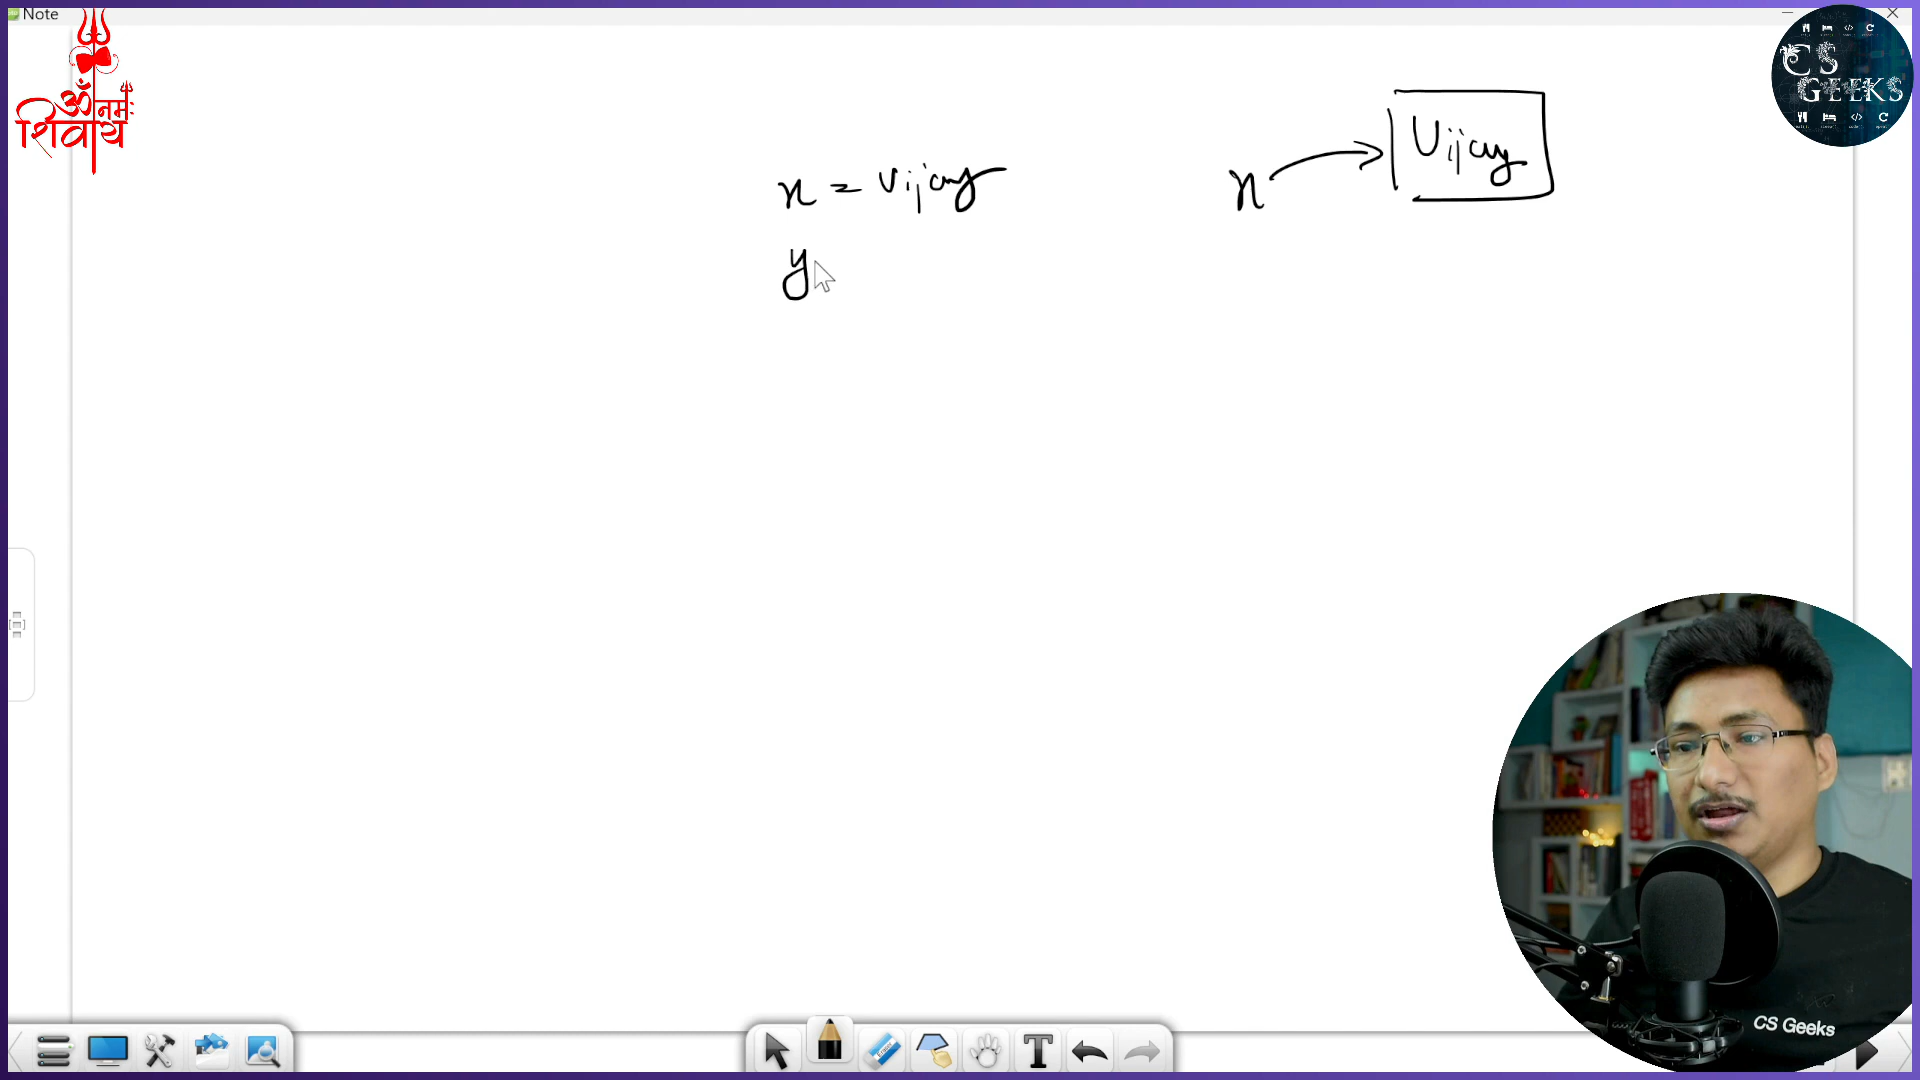 Note
ॐ नमः
शिवाय
CS
GEEKS
x = Vijay
x
Vijay
y
T
CS Geeks